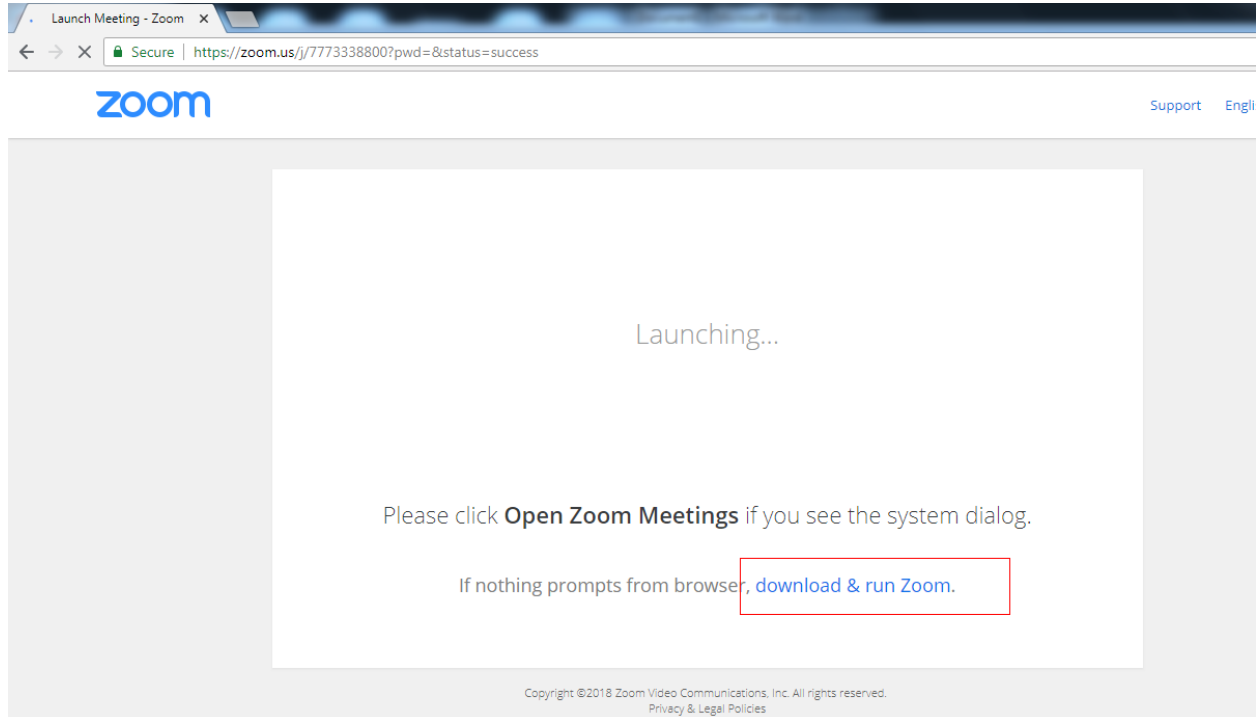 Launch Meeting - Zoom
Secure | https://zoom.us/j/7773338800?pwd=&status=success
zoom
Support Engli
Launching...
Please click Open Zoom Meetings if you see the system dialog.
If nothing prompts from browser, download & run Zoom.
Copyright ©2018 Zoom Video Communications, Inc. All rights reserved.
Privacy & Legal Policies